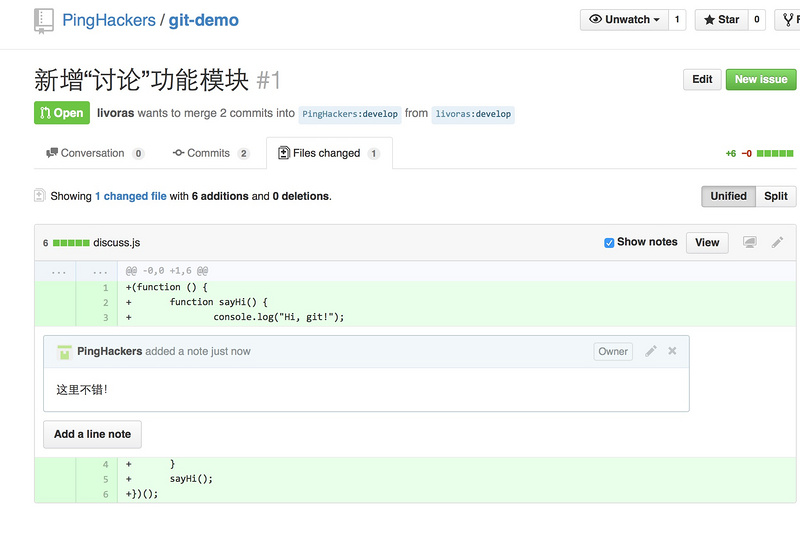 PingHackers / git-demo
Unwatch 1 Star 0
新增“讨论”功能模块 #1
Edit New issue
Open livoras wants to merge 2 commits into PingHackers:develop from livoras:develop
Conversation 0 Commits 2 Files changed 1 +6 −0
Showing 1 changed file with 6 additions and 0 deletions.
Unified Split
6 discuss.js Show notes View
... ... @@ -0,0 +1,6 @@
1 +(function () {
2 + function sayHi() {
3 + console.log("Hi, git!");
PingHackers added a note just now Owner
这里不错！
Add a line note
4 + }
5 + sayHi();
6 +})();